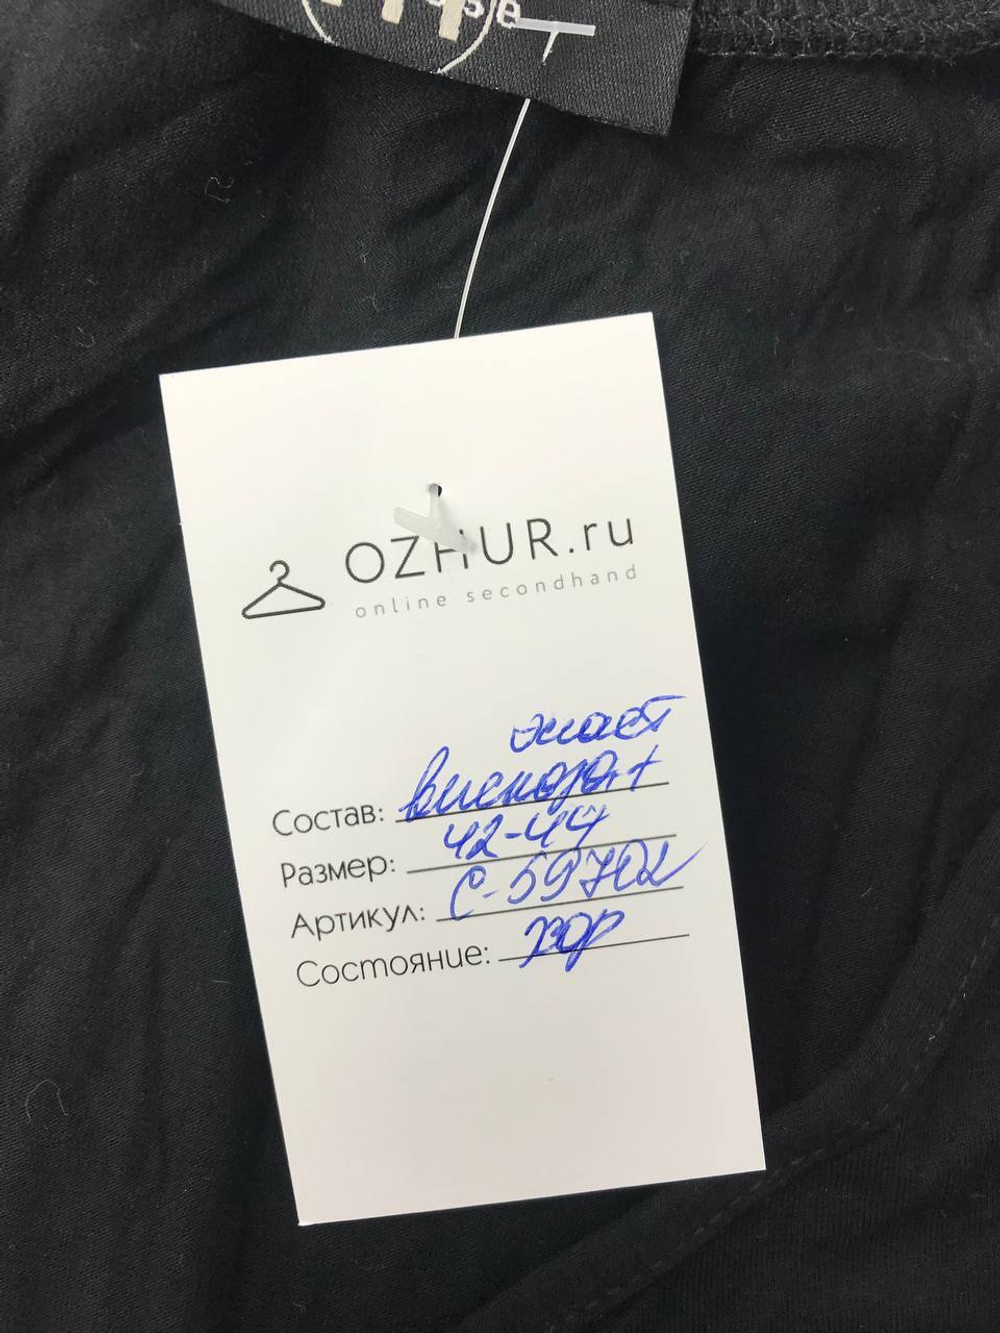 OZHUR.ru
online secondhand
эласт
Состав: вискоза +
Размер: 42-44
Артикул: С-59702
Состояние: хор